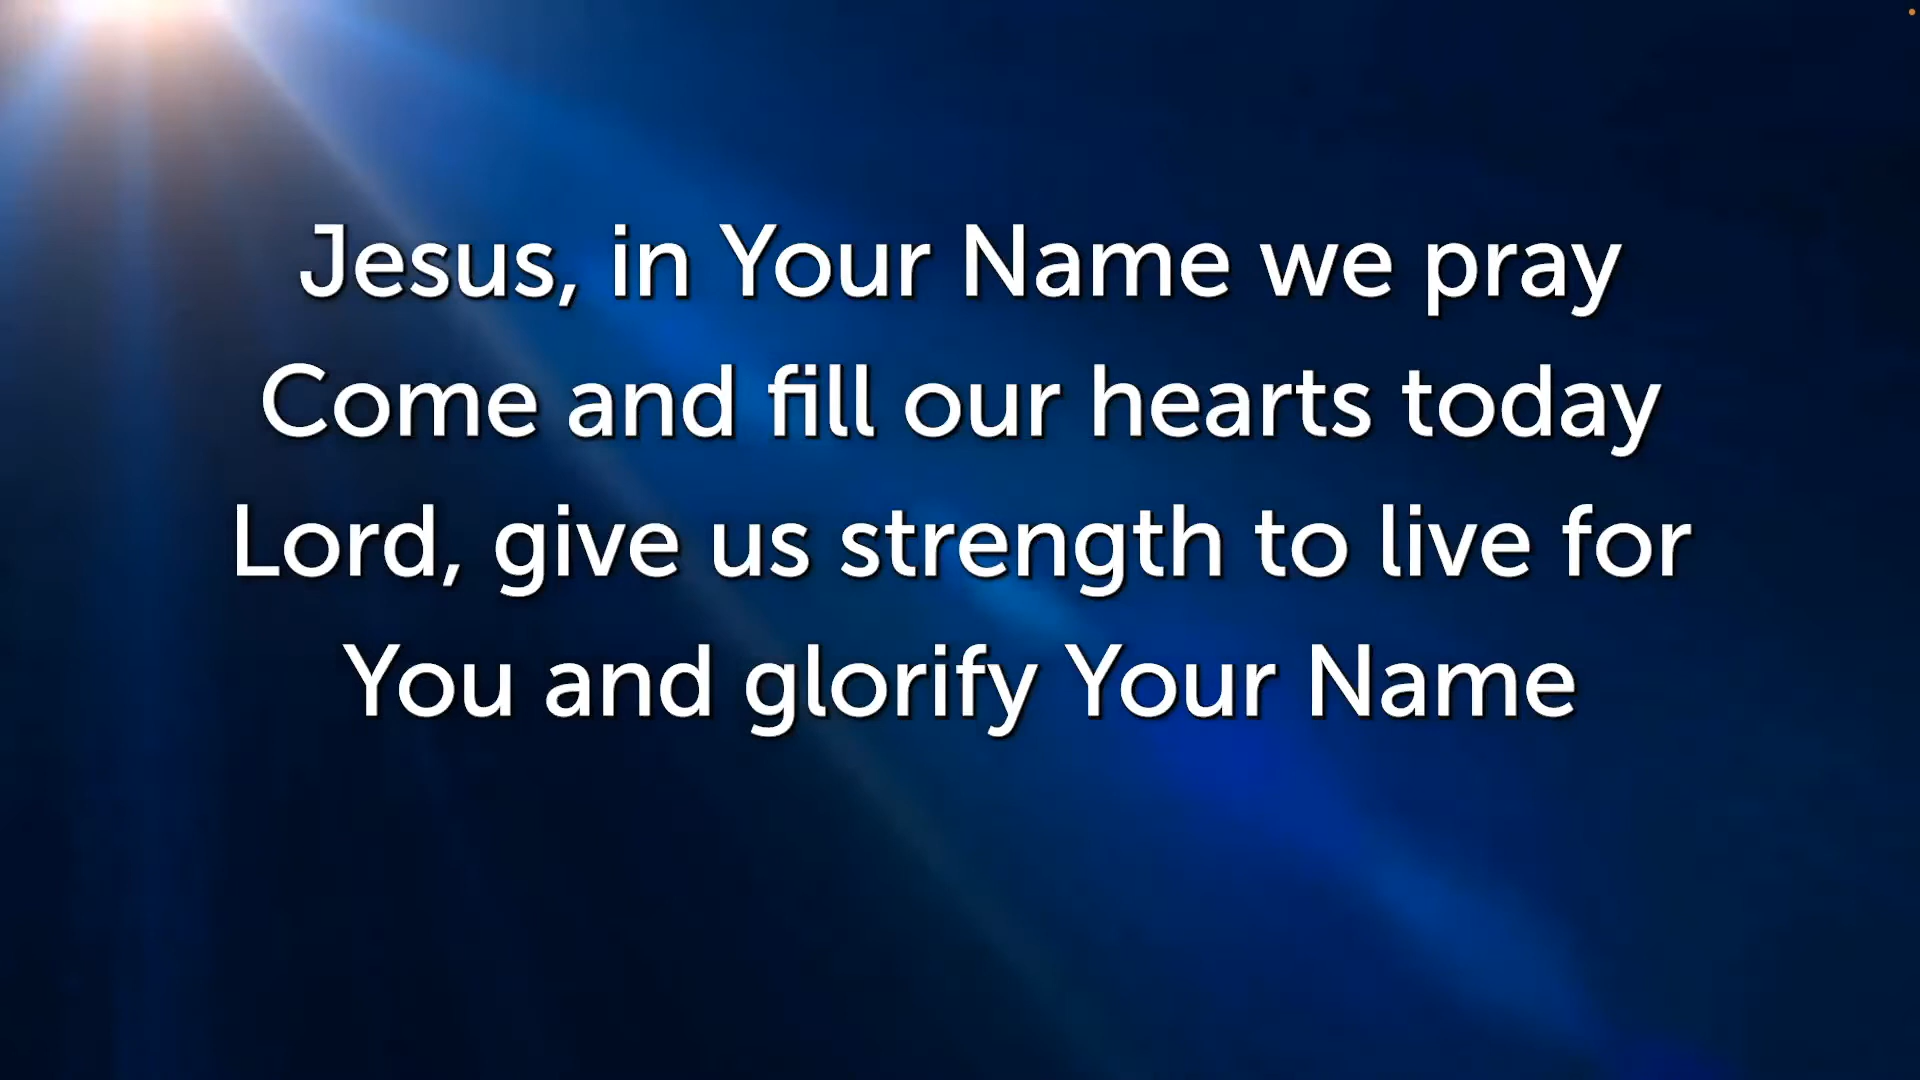 Jesus, in Your Name we pray
Come and fill our hearts today
Lord, give us strength to live for
You and glorify Your Name